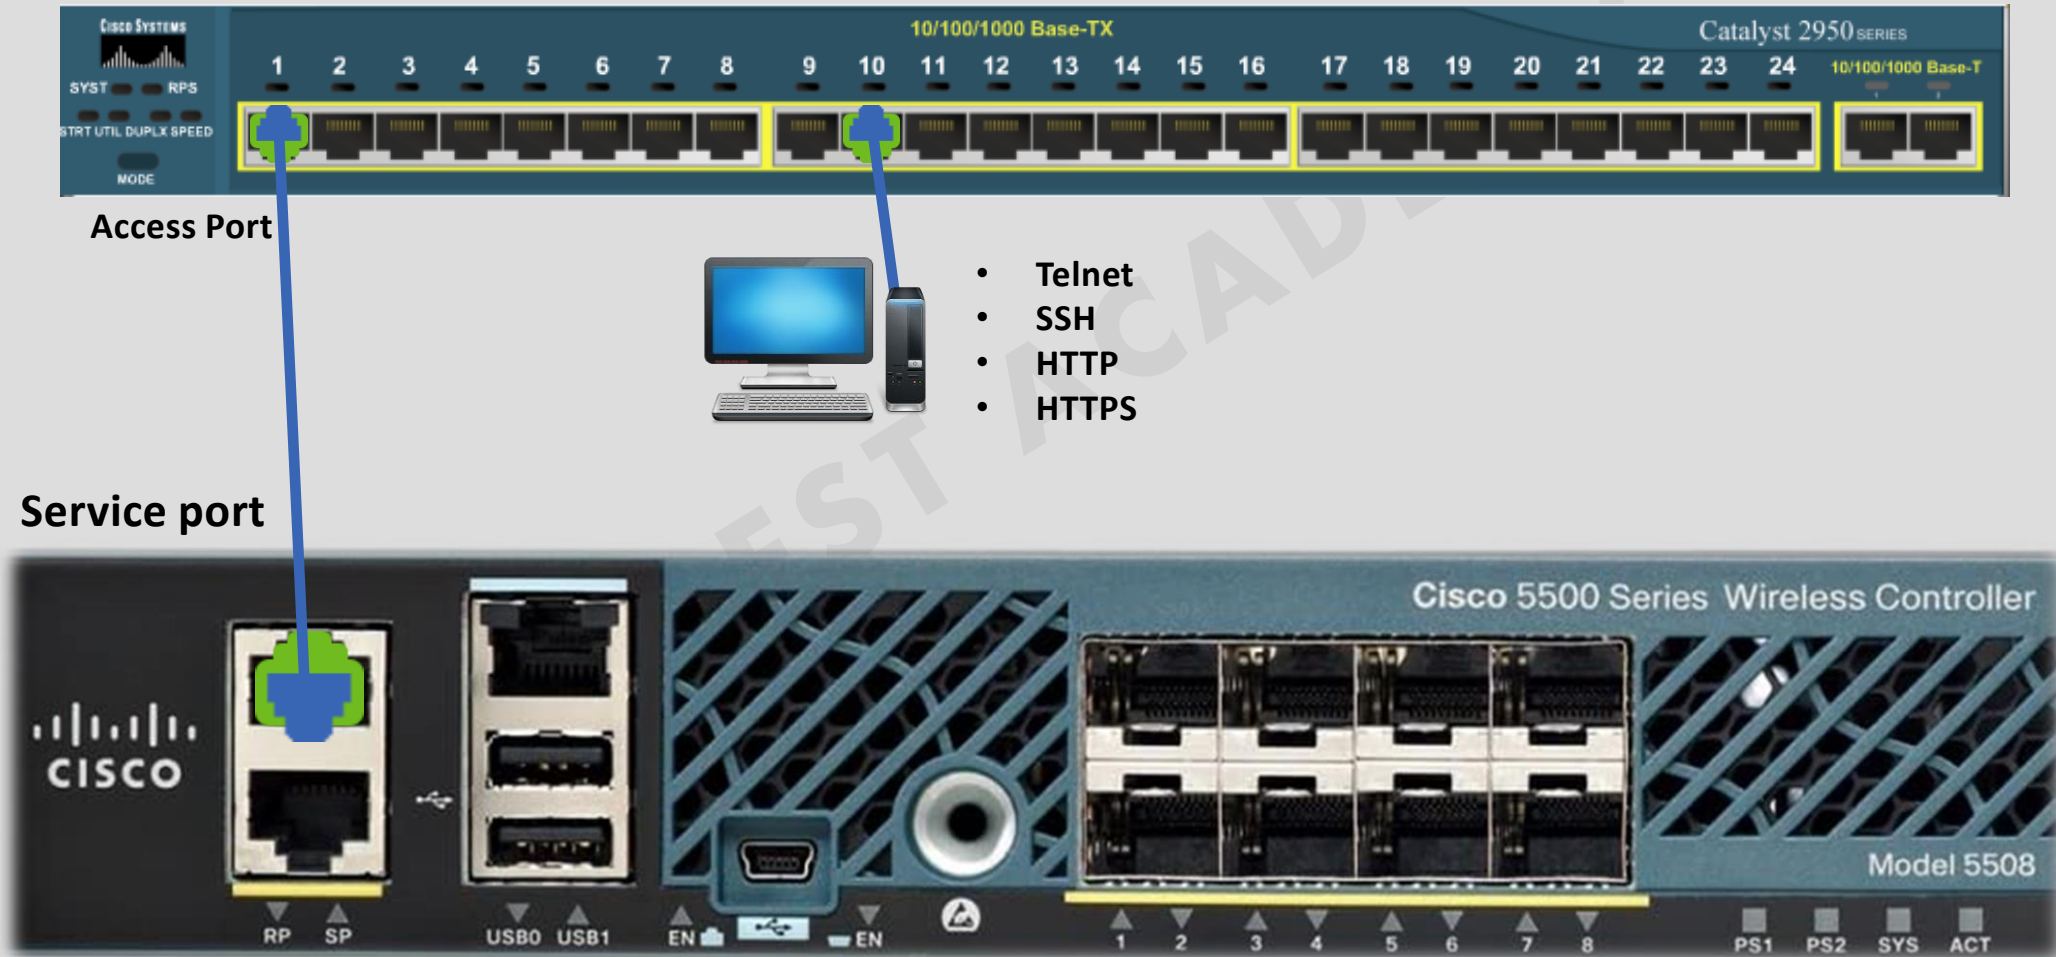 CISCO SYSTEMS
10/100/1000 Base-TX
Catalyst 2950 SERIES
1 2 3 4 5 6 7 8 9 10 11 12 13 14 15 16 17 18 19 20 21 22 23 24
10/100/1000 Base-T
SYST RPS
1 2
STRT UTIL DUPLX SPEED
MODE
Access Port
• Telnet
• SSH
• HTTP
• HTTPS
EST ACADE
Service port
Cisco 5500 Series Wireless Controller
CISCO
Model 5508
RP SP
USB0 USB1
EN
EN
1 2 3 4 5 6 7 8
PS1 PS2 SYS ACT